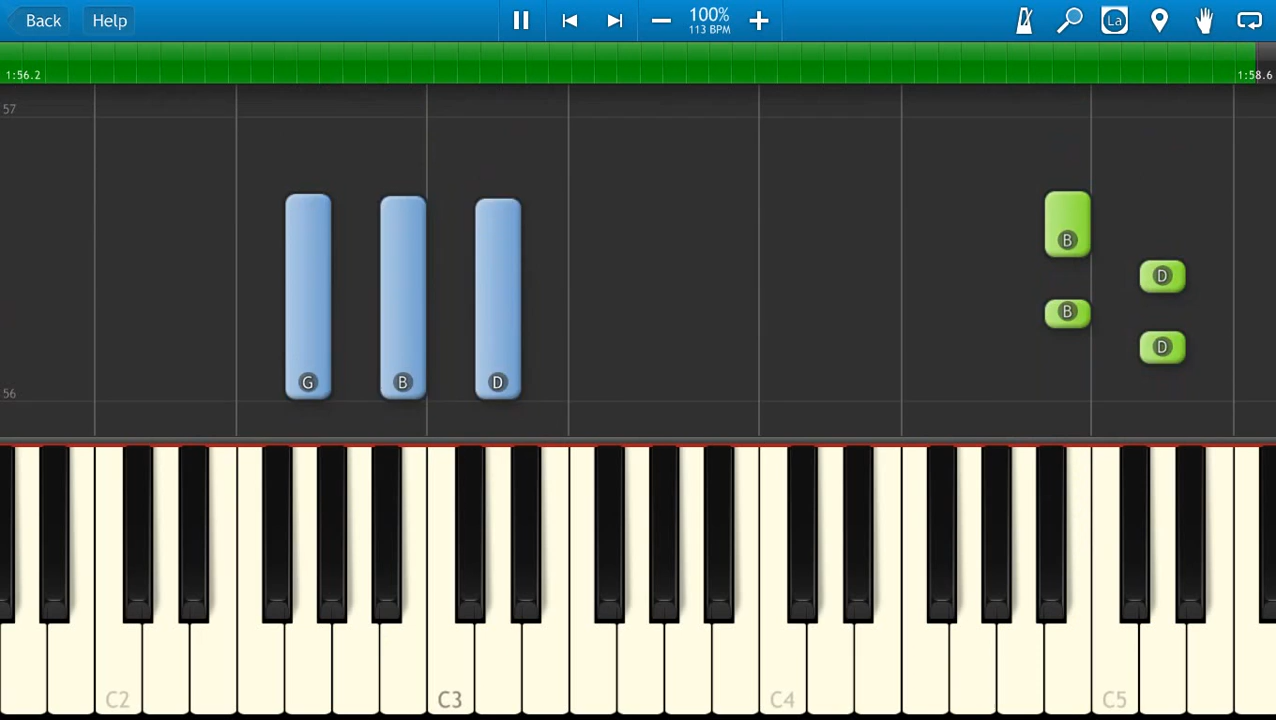 Back Help 100% La
113 BPM
1:56.2 1:58.6
57
B
D
B
D
56
G B D
C2 C3 C4 C5